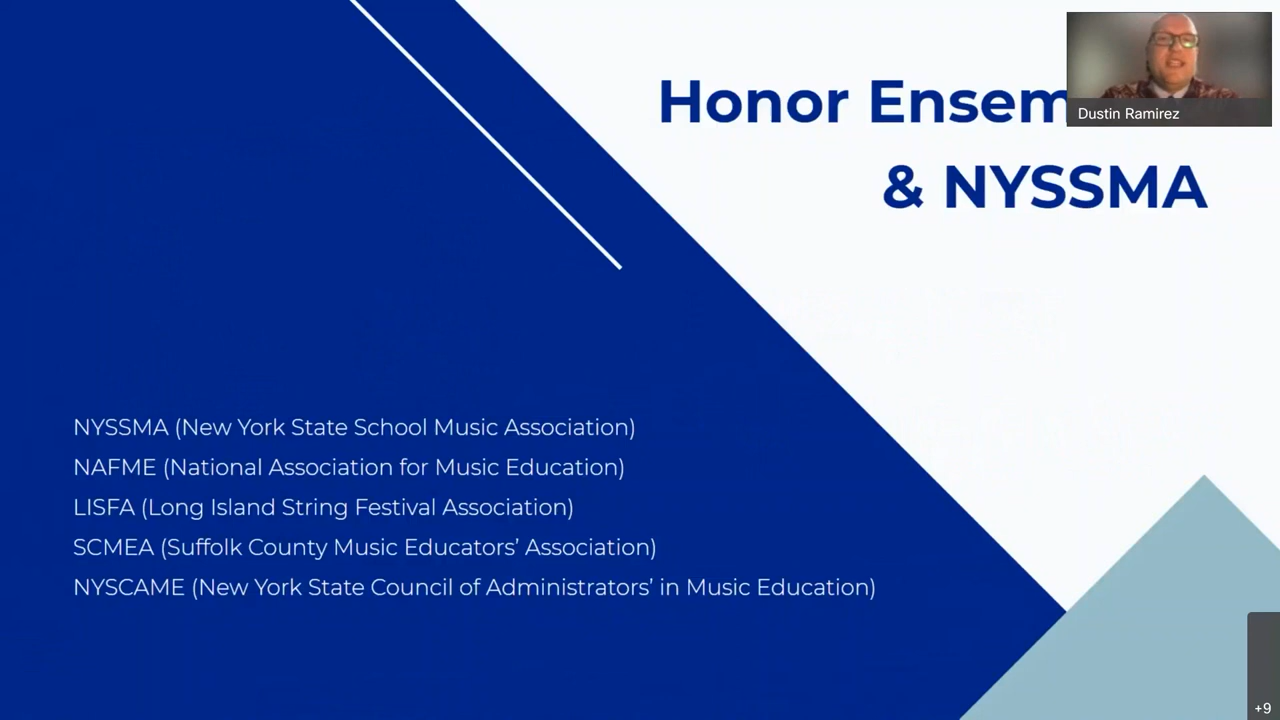 Honor Ensem
& NYSSMA
Dustin Ramirez
NYSSMA (New York State School Music Association)
NAFME (National Association for Music Education)
LISFA (Long Island String Festival Association)
SCMEA (Suffolk County Music Educators’ Association)
NYSCAME (New York State Council of Administrators’ in Music Education)
+9